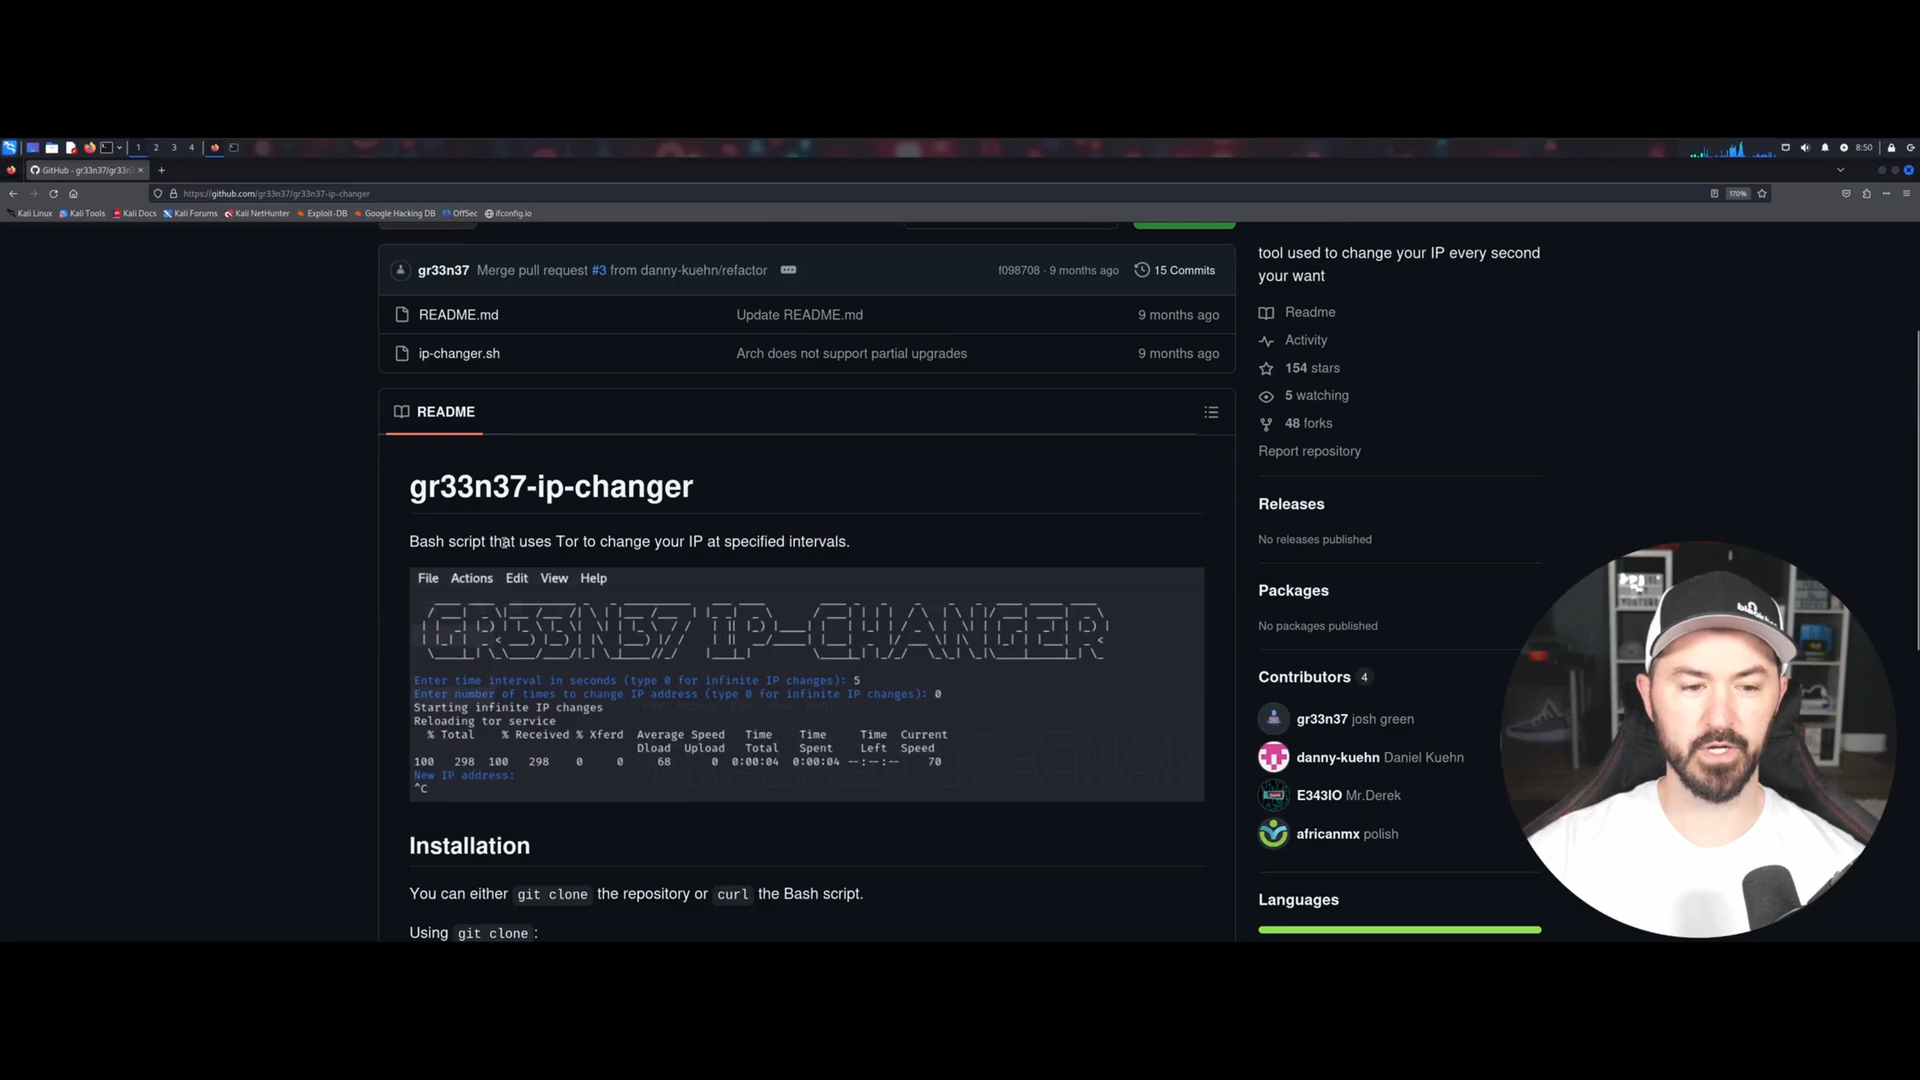 1 2 3 4
8:50
GitHub - gr33n37/gr33n
https://github.com/gr33n37/gr33n37-ip-changer
170%
Kali Linux Kali Tools Kali Docs Kali Forums Kali NetHunter Exploit-DB Google Hacking DB OffSec ifconfig.io
gr33n37 Merge pull request #3 from danny-kuehn/refactor f098708 · 9 months ago 15 Commits
README.md Update README.md 9 months ago
ip-changer.sh Arch does not support partial upgrades 9 months ago
README
gr33n37-ip-changer
Bash script that uses Tor to change your IP at specified intervals.
File Actions Edit View Help
GR33N37 IP-CHANGER
Enter time interval in seconds (type 0 for infinite IP changes): 5
Enter number of times to change IP address (type 0 for infinite IP changes): 0
Starting infinite IP changes
Reloading tor service
% Total % Received % Xferd Average Speed Time Time Time Current
Dload Upload Total Spent Left Speed
100 298 100 298 0 0 68 0 0:00:04 0:00:04 --:--:-- 70
New IP address:
^C
Installation
You can either git clone the repository or curl the Bash script.
Using git clone :
tool used to change your IP every second
your want
Readme
Activity
154 stars
5 watching
48 forks
Report repository
Releases
No releases published
Packages
No packages published
Contributors 4
gr33n37 josh green
danny-kuehn Daniel Kuehn
E343IO Mr.Derek
africanmx polish
Languages